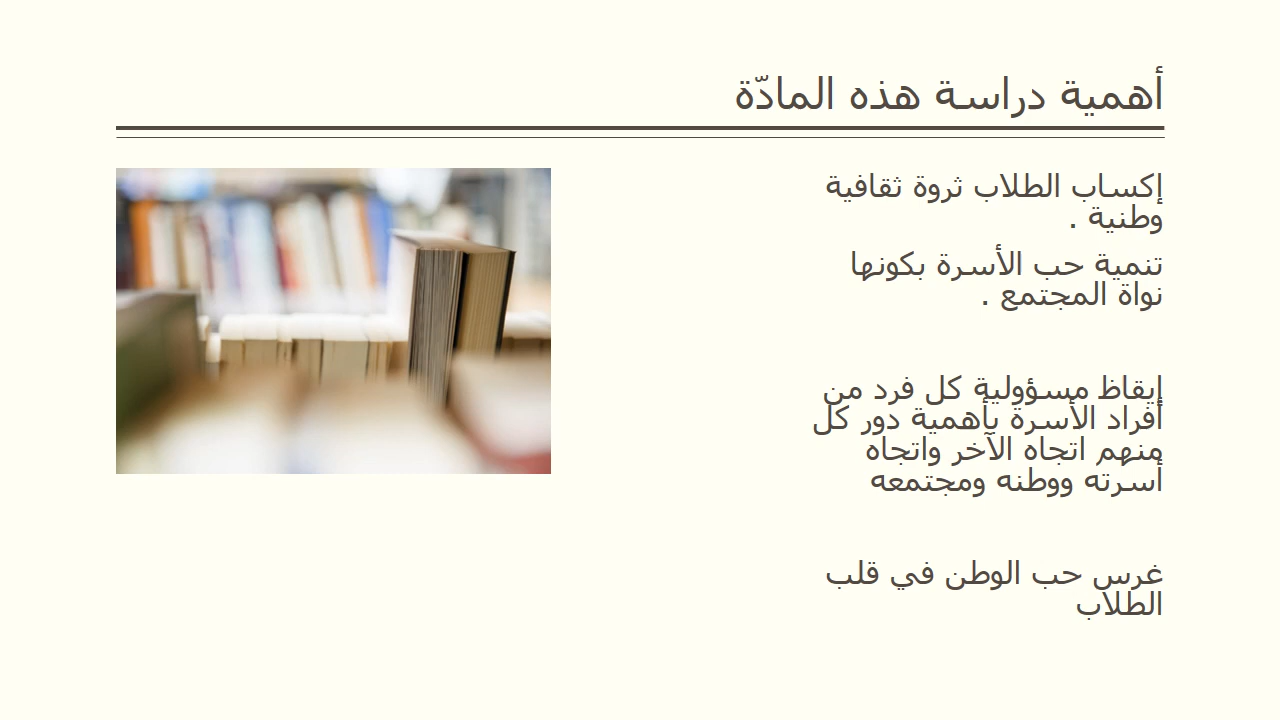 أهمية دراسة هذه المادّة
إكساب الطلاب ثروة ثقافية
وطنية .
تنمية حب الأسرة بكونها
نواة المجتمع .
إيقاظ مسؤولية كل فرد من
أفراد الأسرة بأهمية دور كل
منهم اتجاه الآخر واتجاه
أسرته ووطنه ومجتمعه
غرس حب الوطن في قلب
الطلاب